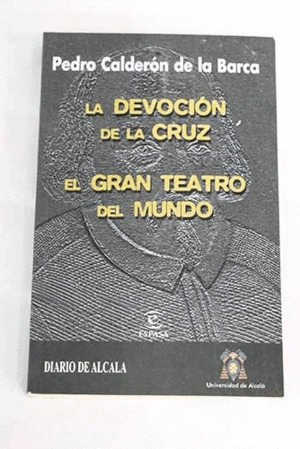 Pedro Calderón de la Barca
LA DEVOCIÓN
DE LA CRUZ
EL GRAN TEATRO
DEL MUNDO
ESPASA
DIARIO DE ALCALA
Universidad de Alcalá